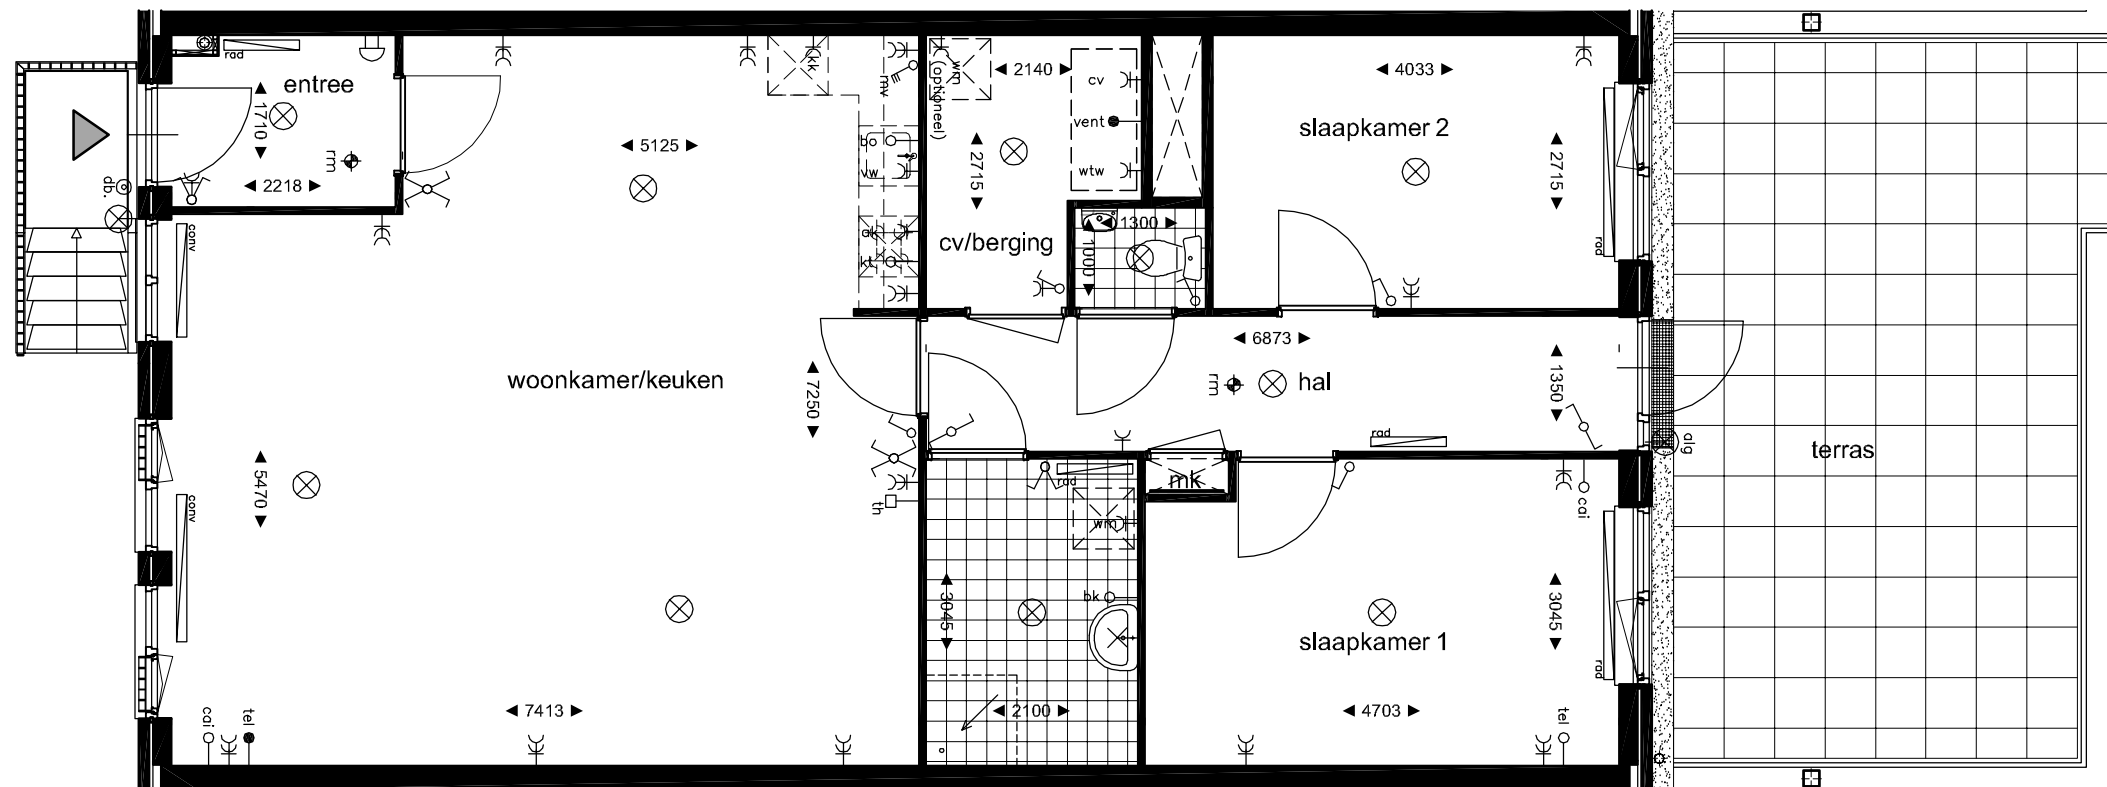 rad
entree
1710
rm
2218
db.
conv
conv
5125
kk
mv
bo
vw
kt
wm
(optioneel)
2140
cv
vent
wtw
2715
cv/berging
1300
1000
4033
slaapkamer 2
2715
rad
woonkamer/keuken
7250
6873
rm
hal
1350
rad
alg
terras
5470
th
rad
wm
mk
cai
3045
bk
3045
slaapkamer 1
rad
7413
2100
4703
cai
tel
tel